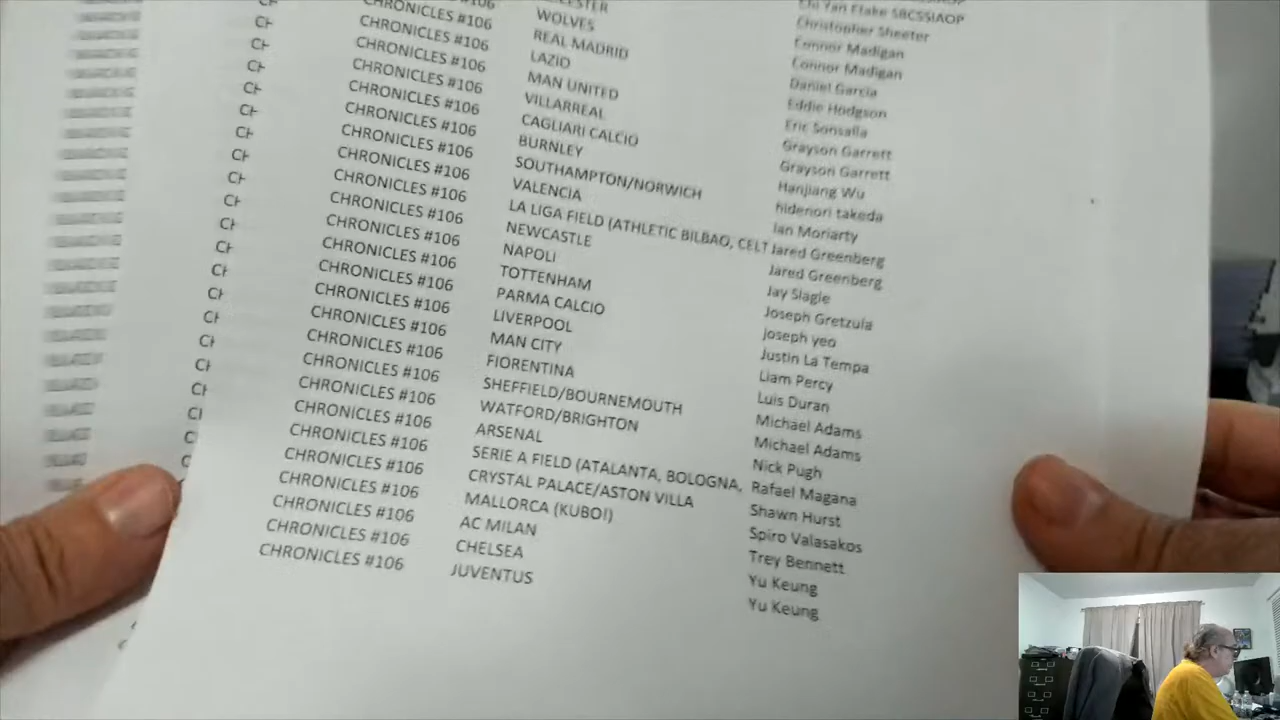 Christopher Sheeter
CHRONICLES #106 Connor Madigan
CHRONICLES #106 WOLVES Connor Madigan
CHRONICLES #106 REAL MADRID Daniel Garcia
CHRONICLES #106 LAZIO Eddie Hodgson
CHRONICLES #106 MAN UNITED Eric Sonsalla
CHRONICLES #106 VILLARREAL Grayson Garrett
CHRONICLES #106 CAGLIARI CALCIO Grayson Garrett
CHRONICLES #106 BURNLEY Hanjiang Wu
CHRONICLES #106 SOUTHAMPTON/NORWICH hidenori takeda
CHRONICLES #106 VALENCIA Ian Moriarty
CHRONICLES #106 LA LIGA FIELD (ATHLETIC BILBAO, CELT Jared Greenberg
CHRONICLES #106 NEWCASTLE Jared Greenberg
CHRONICLES #106 NAPOLI Jay Slagle
CHRONICLES #106 TOTTENHAM Joseph Gretzula
CHRONICLES #106 PARMA CALCIO joseph yeo
CHRONICLES #106 LIVERPOOL Justin La Tempa
CHRONICLES #106 MAN CITY Liam Percy
CHRONICLES #106 FIORENTINA Luis Duran
CHRONICLES #106 SHEFFIELD/BOURNEMOUTH Michael Adams
CHRONICLES #106 WATFORD/BRIGHTON Michael Adams
CHRONICLES #106 ARSENAL Nick Pugh
CHRONICLES #106 SERIE A FIELD (ATALANTA, BOLOGNA, Rafael Magana
CHRONICLES #106 CRYSTAL PALACE/ASTON VILLA Shawn Hurst
CHRONICLES #106 MALLORCA (KUBO!) Spiro Valasakos
CHRONICLES #106 AC MILAN Trey Bennett
CHRONICLES #106 CHELSEA Yu Keung
CHRONICLES #106 JUVENTUS Yu Keung